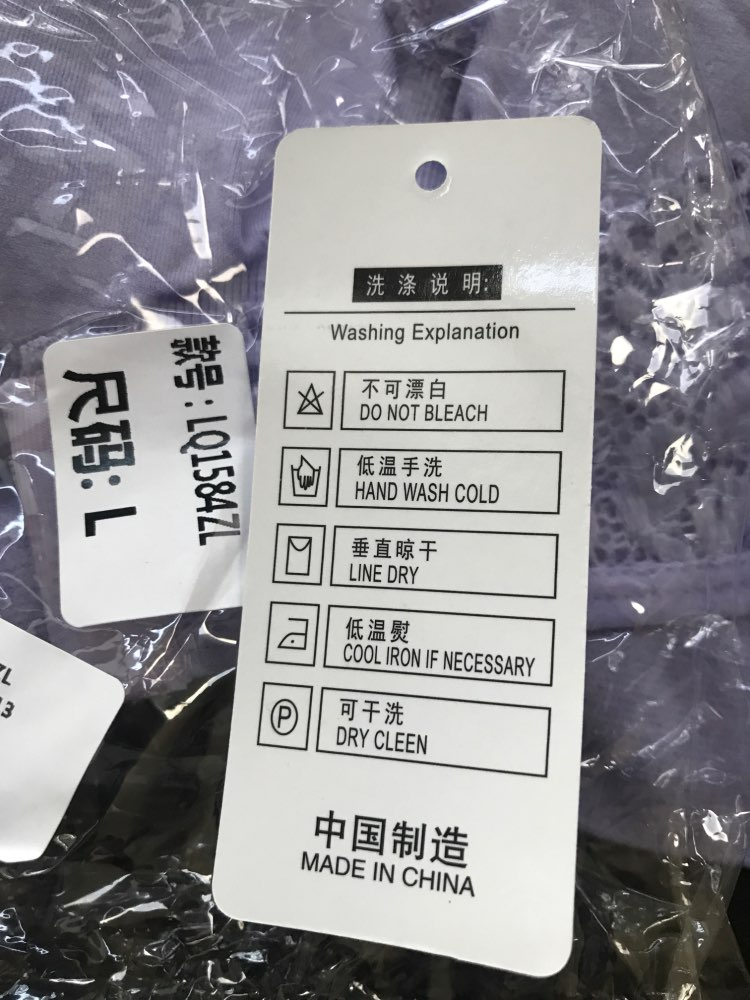 洗涤说明:
Washing Explanation
不可漂白
DO NOT BLEACH
低温手洗
HAND WASH COLD
垂直晾干
LINE DRY
低温熨
COOL IRON IF NECESSARY
P
可干洗
DRY CLEEN
中国制造
MADE IN CHINA
款号:LQ1584ZL
尺码:L
ZL
13